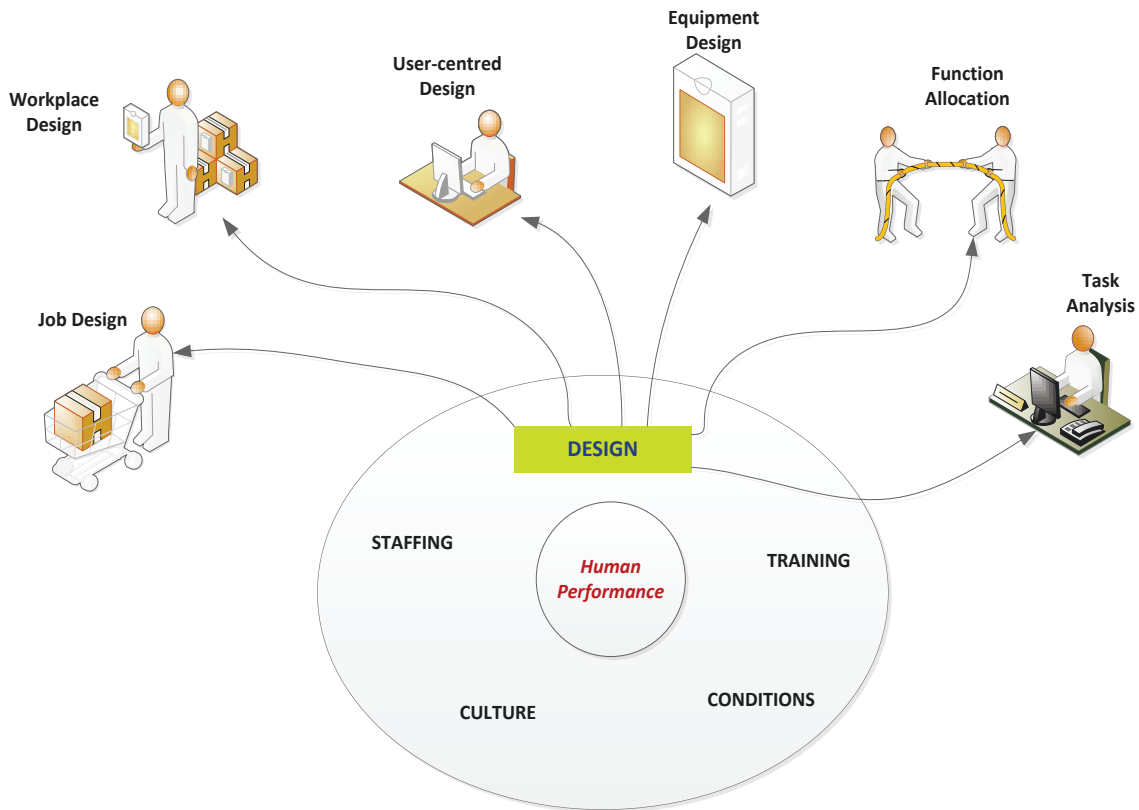 Equipment
Design
User-centred
Design
Function
Allocation
Workplace
Design
Task
Analysis
Job Design
DESIGN
STAFFING
TRAINING
Human
Performance
CULTURE
CONDITIONS